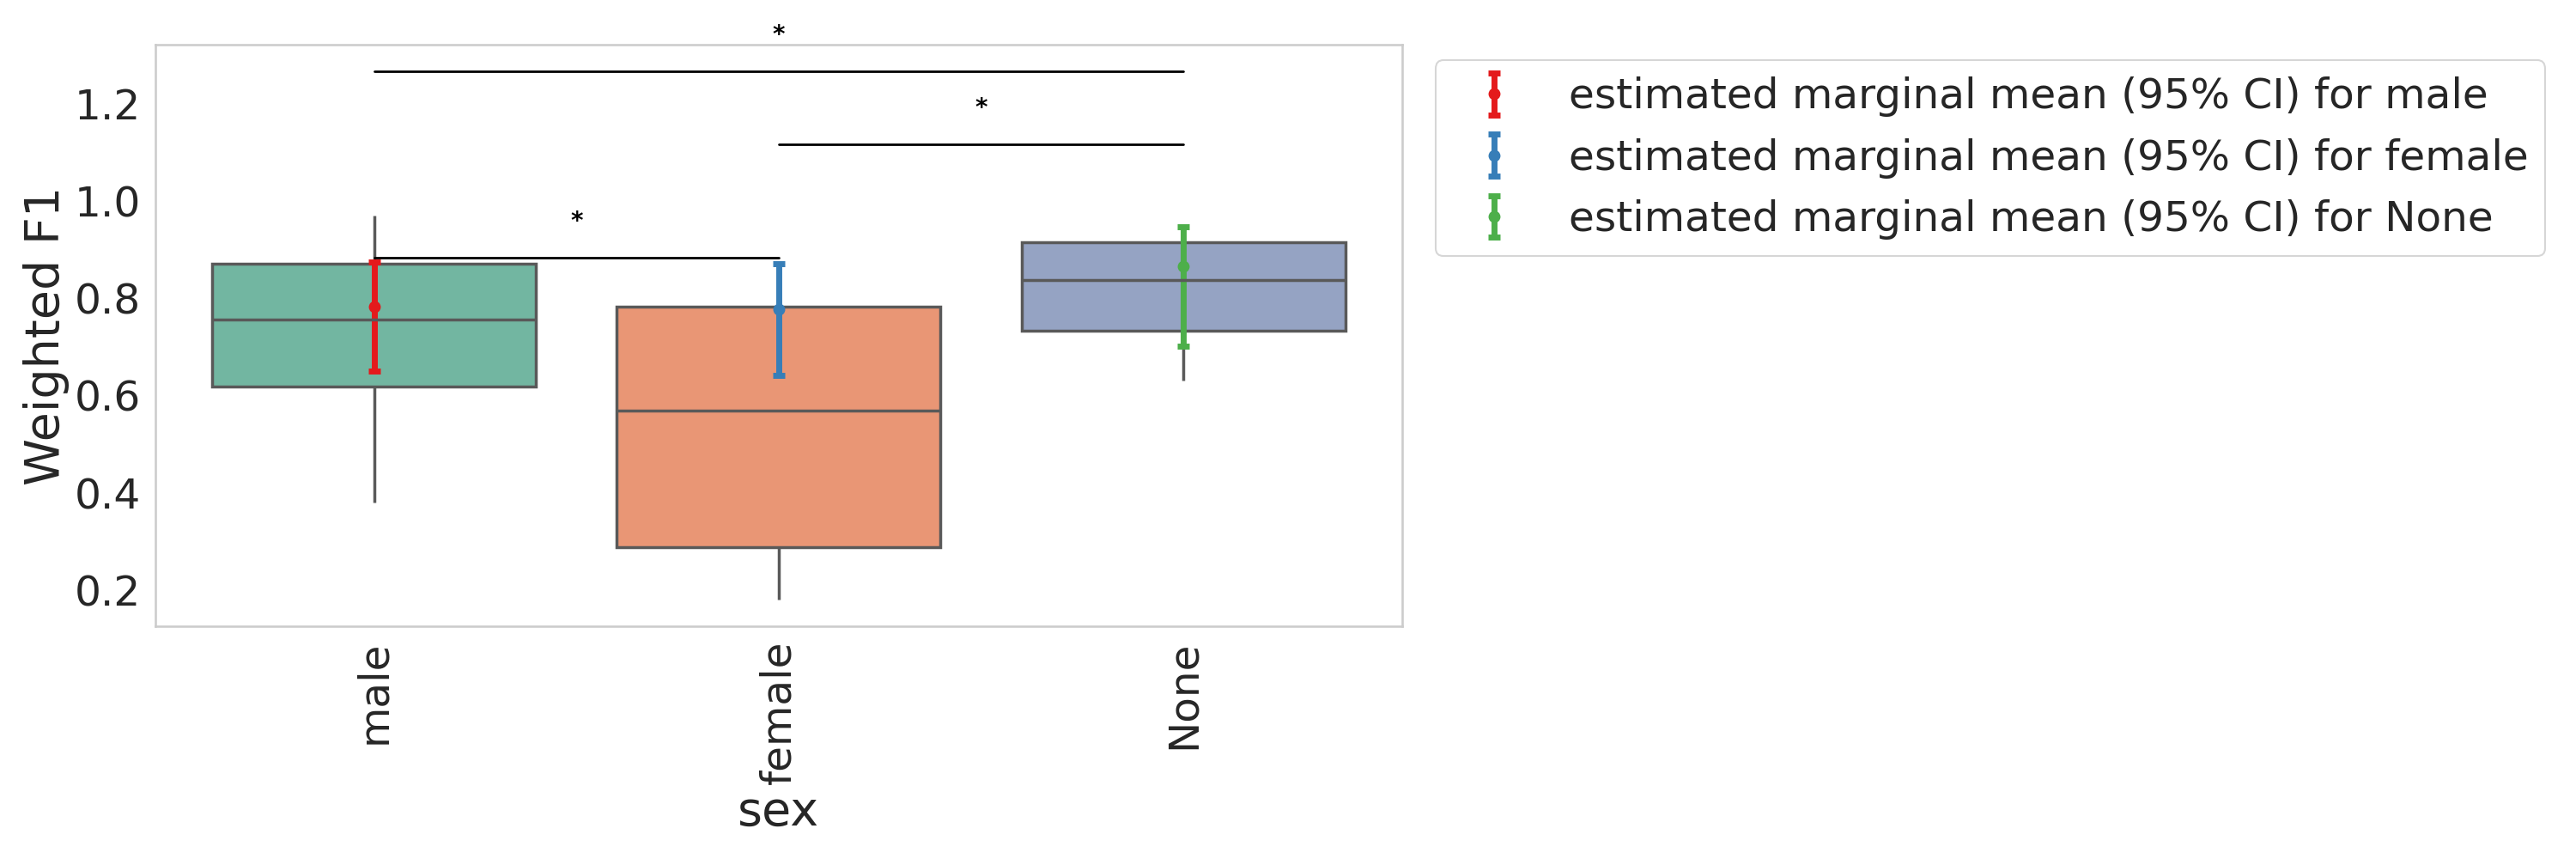 *
*
*
1.2
1.0
0.8
0.6
0.4
0.2
Weighted F1
male
female
None
sex
estimated marginal mean (95% CI) for male
estimated marginal mean (95% CI) for female
estimated marginal mean (95% CI) for None